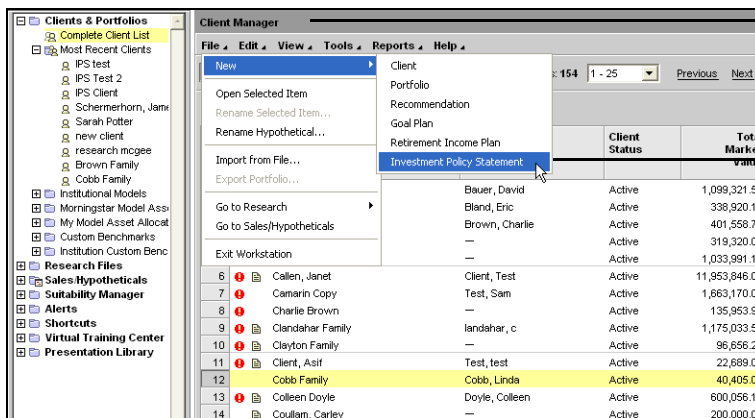 Clients & Portfolios
Complete Client List
Most Recent Clients
IPS test
IPS Test 2
IPS Client
Schermerhorn, Jame
Sarah Potter
new client
research mcgee
Brown Family
Cobb Family
Institutional Models
Morningstar Model Ass
My Model Asset Allocat
Custom Benchmarks
Institution Custom Benc
Research Files
Sales/Hypotheticals
Suitability Manager
Alerts
Shortcuts
Virtual Training Center
Presentation Library
Client Manager
File Edit View Tools Reports Help
New
Open Selected Item
Rename Selected Item...
Rename Hypothetical...
Import from File...
Export Portfolio...
Go to Research
Go to Sales/Hypotheticals
Exit Workstation
Client
Portfolio
Recommendation
Goal Plan
Retirement Income Plan
Investment Policy Statement
: 154 1 - 25 Previous Next
Client Status
Tot
Marke
Bauer, David Active 1,099,321.5
Bland, Eric Active 338,920.1
Brown, Charlie Active 401,558.7
— Active 319,320.0
— Active 1,033,991.1
6 Callen, Janet Client, Test Active 11,953,846.0
7 Camarin Copy Test, Sam Active 1,663,170.0
8 Charlie Brown — Active 135,953.9
9 Clandahar Family landahar, c Active 1,175,033.5
10 Clayton Family — Active 96,656.2
11 Client, Asif Test, test Active 22,689.0
12 Cobb Family Cobb, Linda Active 40,405.0
13 Colleen Doyle Doyle, Colleen Active 600,056.1
14 Coullam, Carley — Active 200,000.0